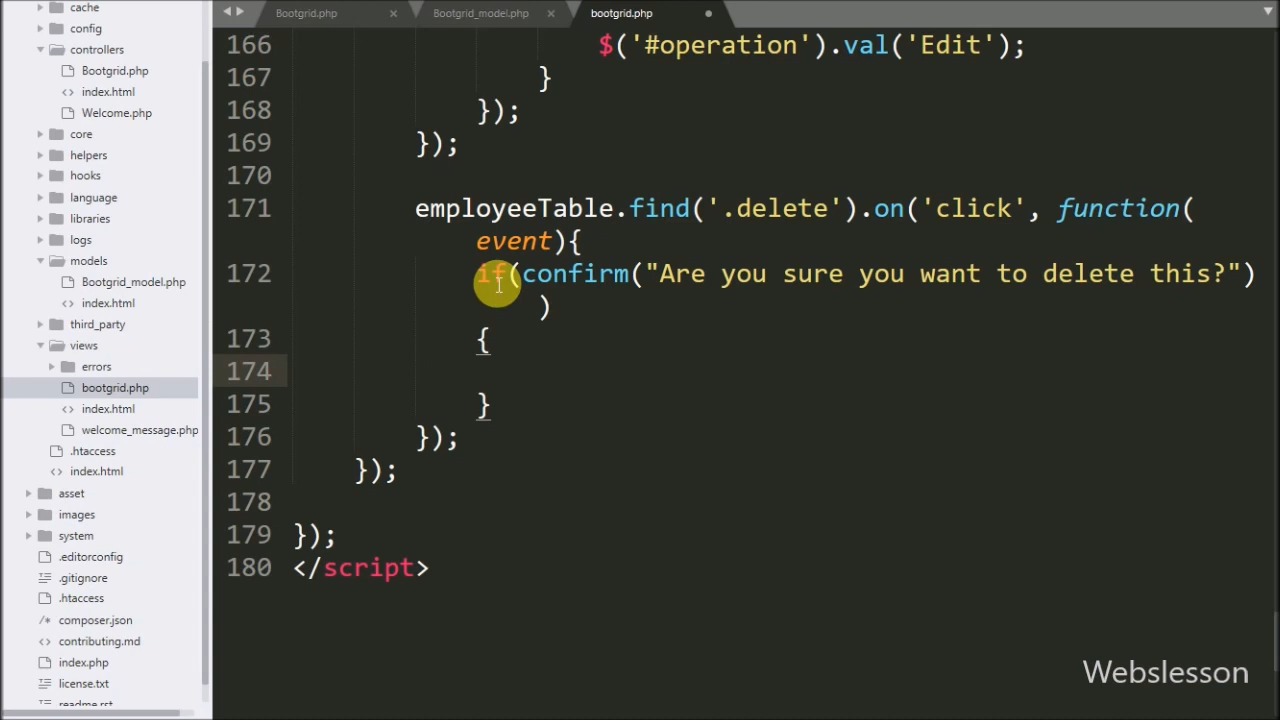 cache
config
controllers
Bootgrid.php
index.html
Welcome.php
core
helpers
hooks
language
libraries
logs
models
Bootgrid_model.php
index.html
third_party
views
errors
bootgrid.php
index.html
welcome_message.php
.htaccess
index.html
asset
images
system
.editorconfig
.gitignore
.htaccess
composer.json
contributing.md
index.php
license.txt
readme.rst
Bootgrid.php
Bootgrid_model.php
bootgrid.php
166 $('#operation').val('Edit');
167 }
168 });
169 });
170
171 employeeTable.find('.delete').on('click', function(
event){
172 if(confirm("Are you sure you want to delete this?")
)
173 {
174
175 }
176 });
177 });
178
179 });
180 </script>
Webslesson